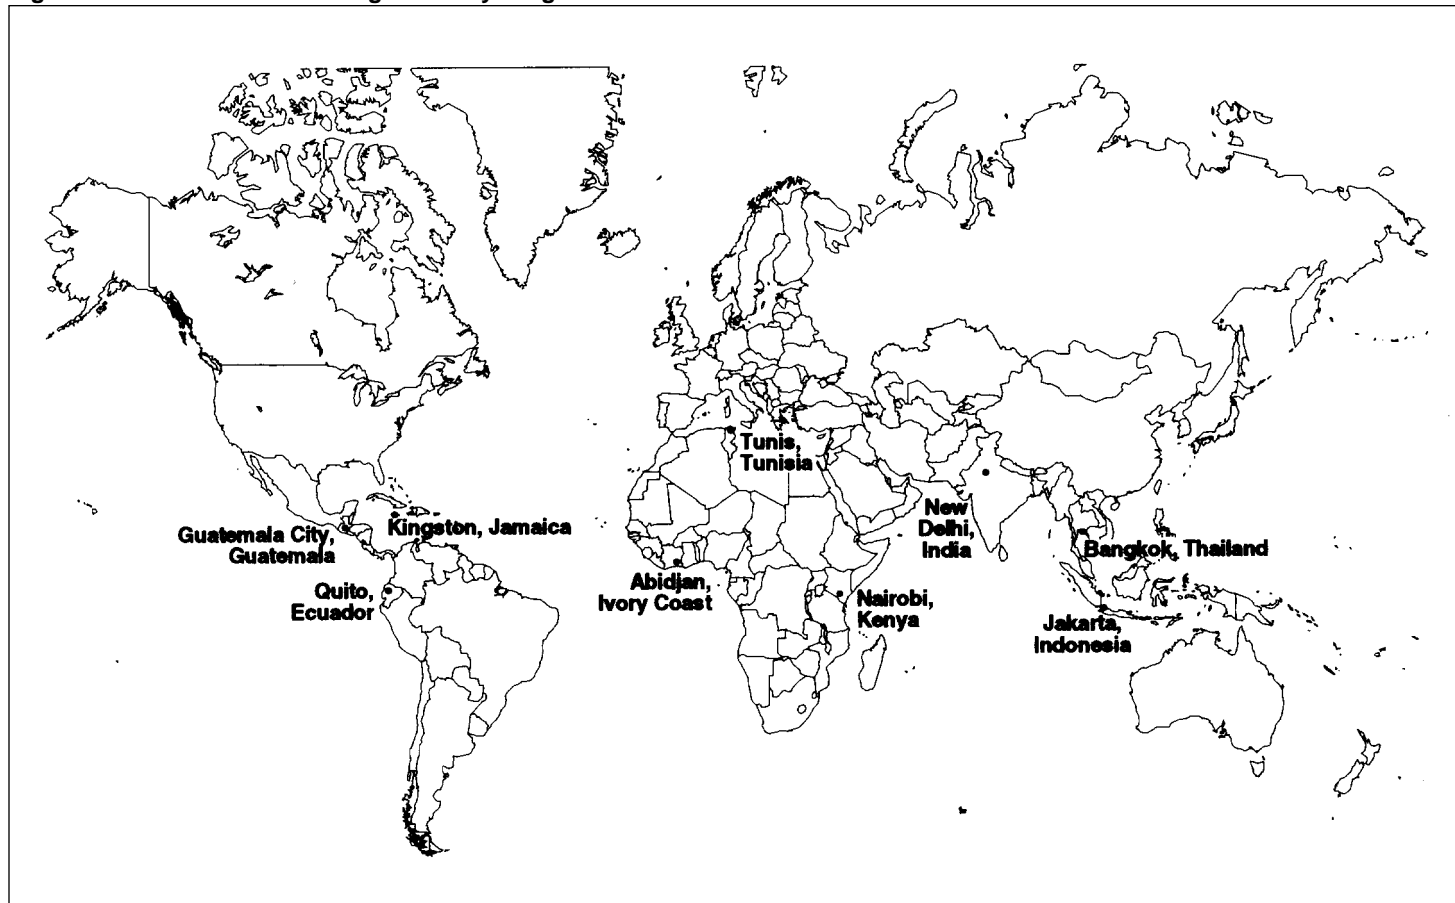 Tunis,
Tunisia
New
Delhi,
India
Guatemala City,
Guatemala
Kingston, Jamaica
Bangkok, Thailand
Quito,
Ecuador
Abidjan,
Ivory Coast
Nairobi,
Kenya
Jakarta,
Indonesia